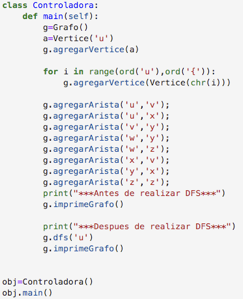 class Controladora:
    def main(self):
        g=Grafo()
        a=Vertice('u')
        g.agregarVertice(a)

        for i in range(ord('u'),ord('{')):
            g.agregarVertice(Vertice(chr(i)))

        g.agregarArista('u','v');
        g.agregarArista('u','x');
        g.agregarArista('v','y');
        g.agregarArista('w','y');
        g.agregarArista('w','z');
        g.agregarArista('x','v');
        g.agregarArista('y','x');
        g.agregarArista('z','z');
        print("***Antes de realizar DFS***")
        g.imprimeGrafo()

        print("***Despues de realizar DFS***")
        g.dfs('u')
        g.imprimeGrafo()

obj=Controladora()
obj.main()